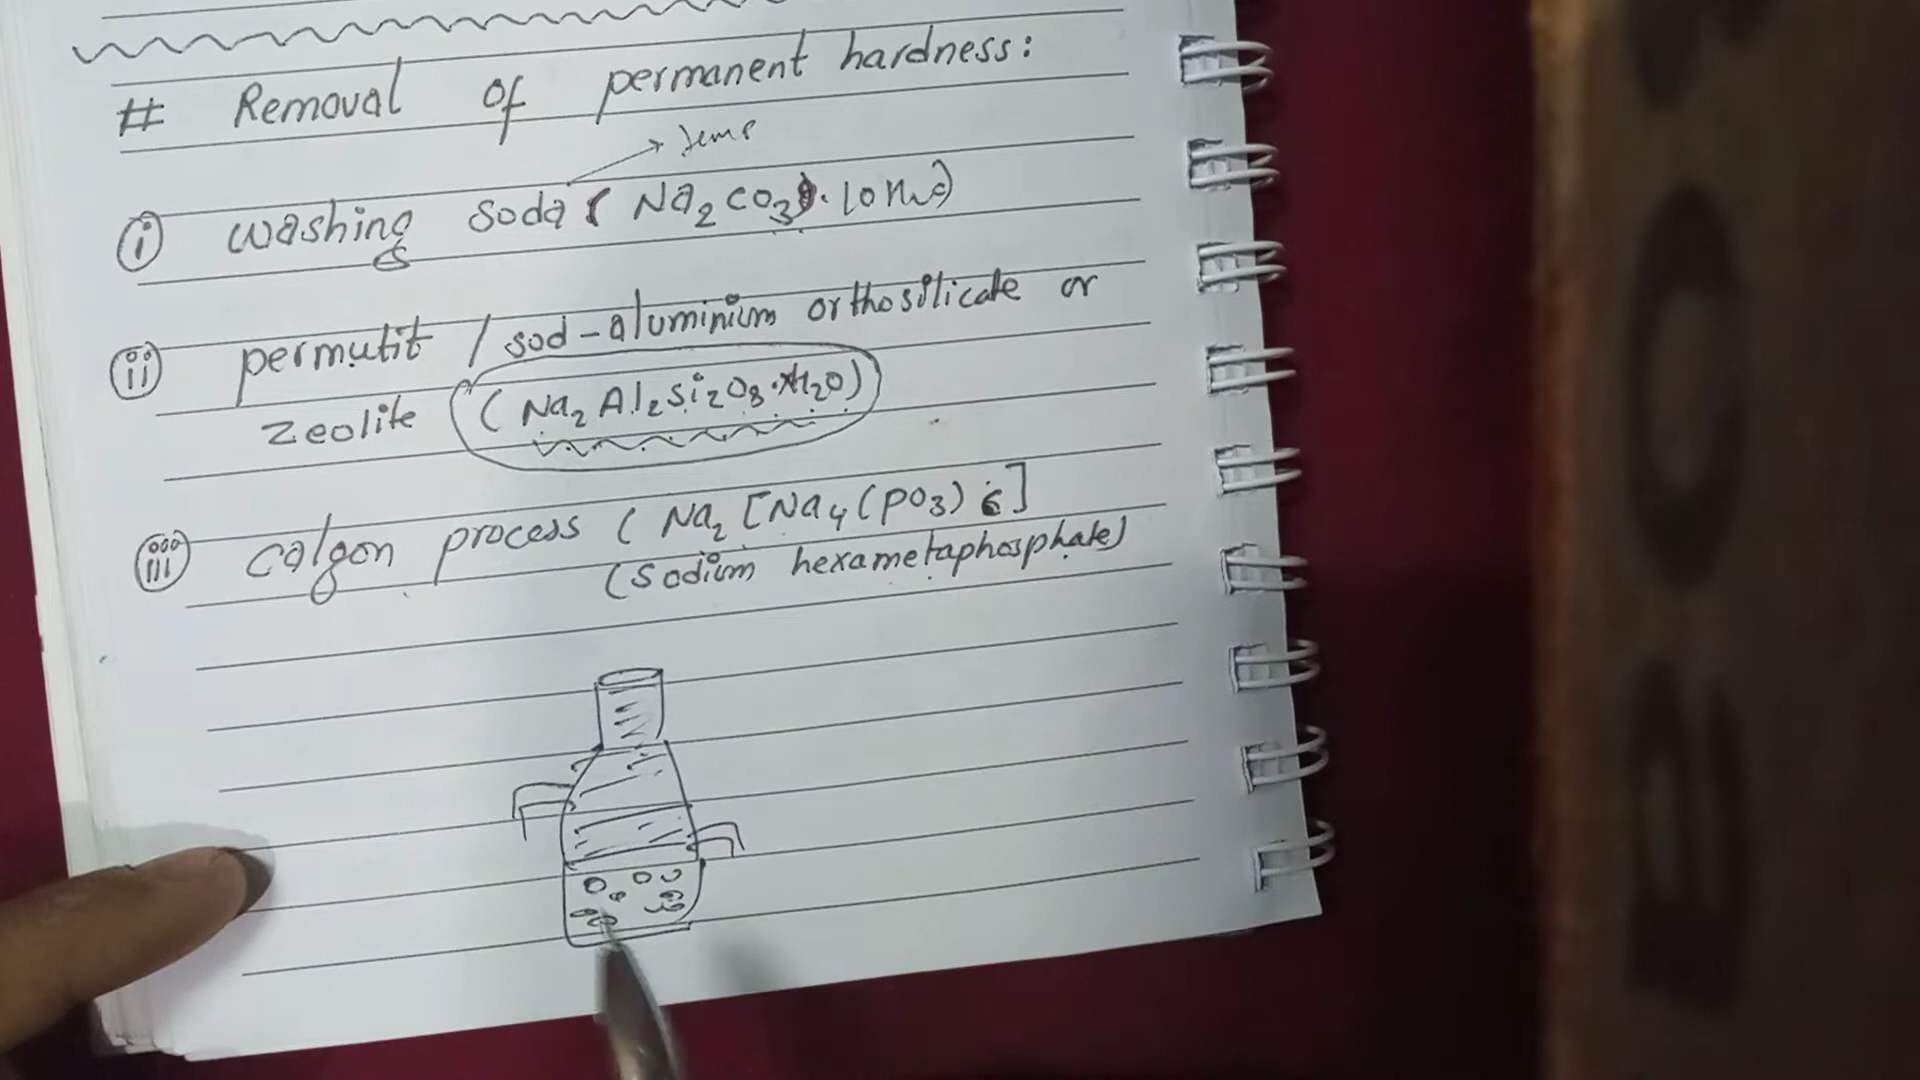 # Removal of permanent hardness:
temp
i washing soda ( Na2CO3). 10H2O)
ii permutit / sod-aluminium orthosilicate or
zeolite (Na2Al2Si2O8.xH2O)
iii calgon process ( Na2 [Na4(PO3)6]
(sodium hexametaphosphate)